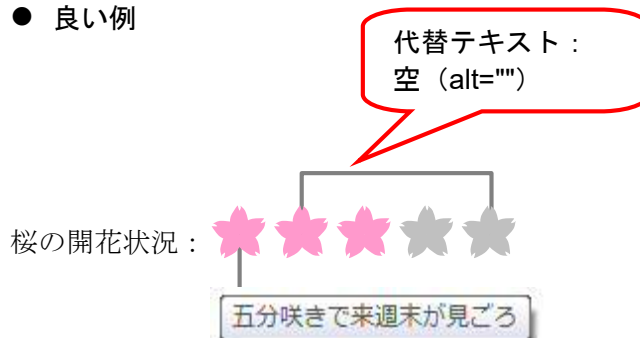 ● 良い例
代替テキスト：
空（alt=""）
桜の開花状況：
五分咲きで来週末が見ごろ